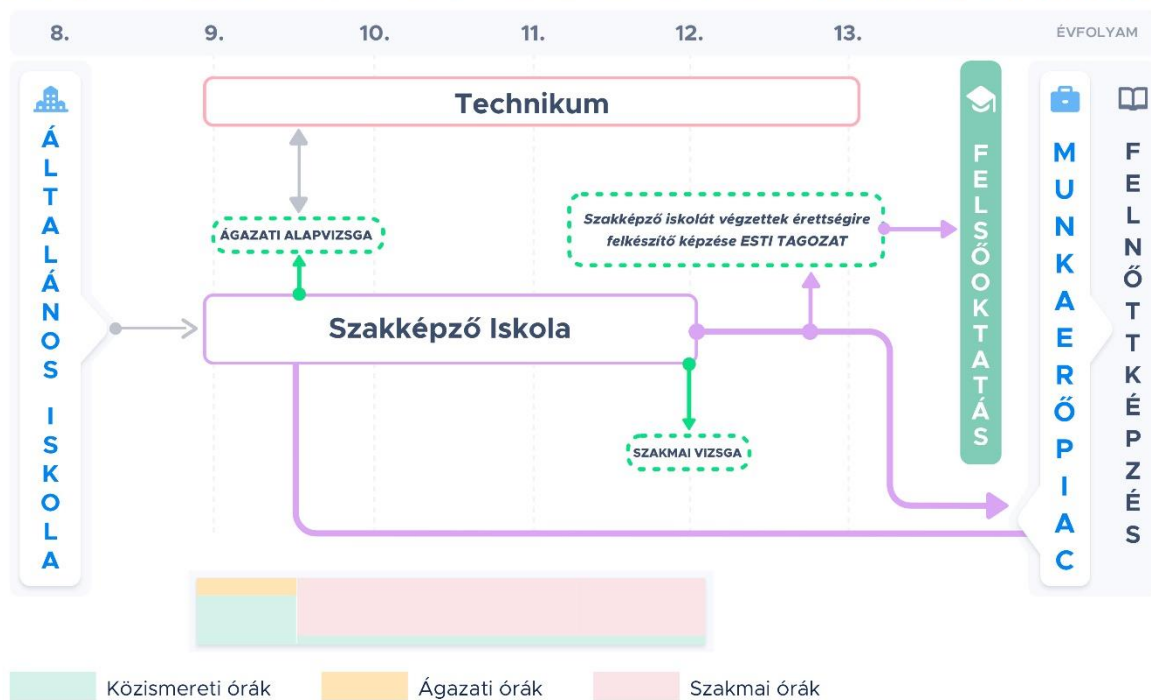 8. 9. 10. 11. 12. 13. ÉVFOLYAM
ÁLTALÁNOS ISKOLA
Technikum
ÁGAZATI ALAPVIZSGA
Szakképző iskolát végzettek érettségire
felkészítő képzése ESTI TAGOZAT
Szakképző Iskola
SZAKMAI VIZSGA
FELSŐOKTATÁS
MUNKAERŐPIAC
FELNŐTTKÉPZÉS
Közismereti órák Ágazati órák Szakmai órák